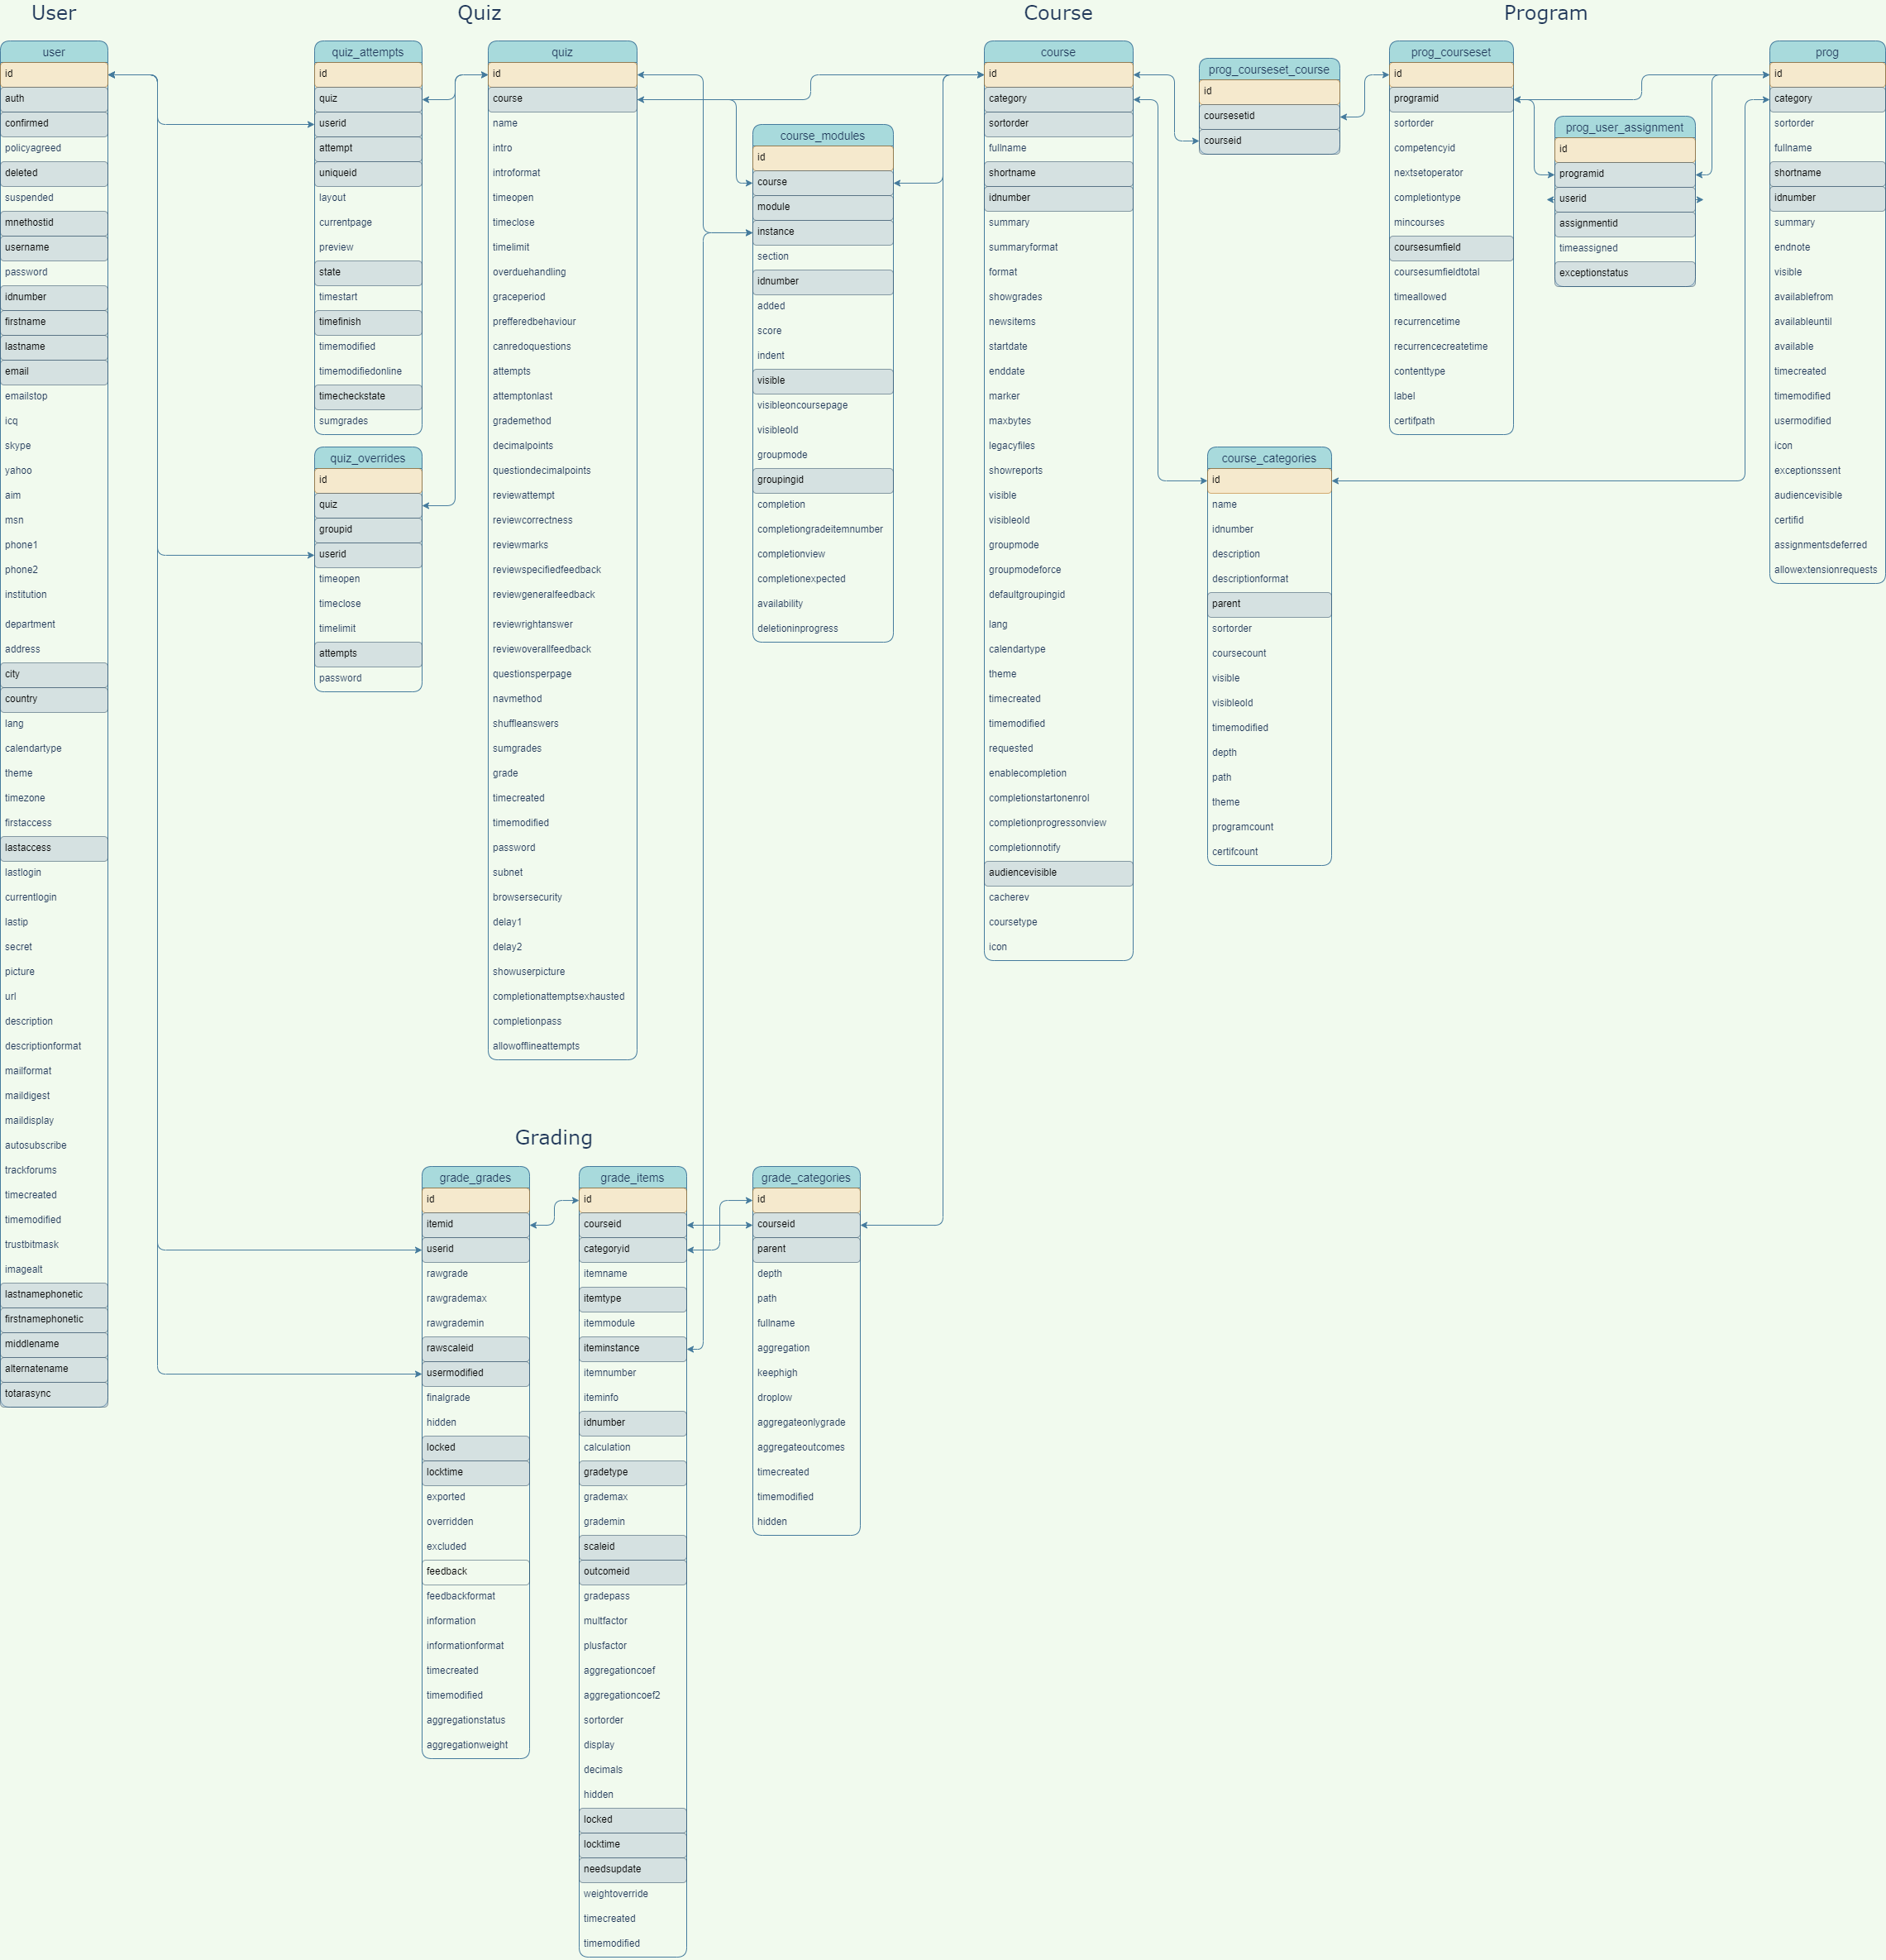 User
Quiz
Course
Program
user
id
auth
confirmed
policyagreed
deleted
suspended
mnethostid
username
password
idnumber
firstname
lastname
email
emailstop
icq
skype
yahoo
aim
msn
phone1
phone2
institution
department
address
city
country
lang
calendartype
theme
timezone
firstaccess
lastaccess
lastlogin
currentlogin
lastip
secret
picture
url
description
descriptionformat
mailformat
maildigest
maildisplay
autosubscribe
trackforums
timecreated
timemodified
trustbitmask
imagealt
lastnamephonetic
firstnamephonetic
middlename
alternatename
totarasync
quiz_attempts
id
quiz
userid
attempt
uniqueid
layout
currentpage
preview
state
timestart
timefinish
timemodified
timemodifiedonline
timecheckstate
sumgrades
quiz_overrides
id
quiz
groupid
userid
timeopen
timeclose
timelimit
attempts
password
quiz
id
course
name
intro
introformat
timeopen
timeclose
timelimit
overduehandling
graceperiod
prefferedbehaviour
canredoquestions
attempts
attemptonlast
grademethod
decimalpoints
questiondecimalpoints
reviewattempt
reviewcorrectness
reviewmarks
reviewspecifiedfeedback
reviewgeneralfeedback
reviewrightanswer
reviewoverallfeedback
questionsperpage
navmethod
shuffleanswers
sumgrades
grade
timecreated
timemodified
password
subnet
browsersecurity
delay1
delay2
showuserpicture
completionattemptsexhausted
completionpass
allowofflineattempts
course_modules
id
course
module
instance
section
idnumber
added
score
indent
visible
visibleoncoursepage
visibleold
groupmode
groupingid
completion
completiongradeitemnumber
completionview
completionexpected
availability
deletioninprogress
course
id
category
sortorder
fullname
shortname
idnumber
summary
summaryformat
format
showgrades
newsitems
startdate
enddate
marker
maxbytes
legacyfiles
showreports
visible
visibleold
groupmode
groupmodeforce
defaultgroupingid
lang
calendartype
theme
timecreated
timemodified
requested
enablecompletion
completionstartonenrol
completionprogressonview
completionnotify
audiencevisible
cacherev
coursetype
icon
prog_courseset_course
id
coursesetid
courseid
course_categories
id
name
idnumber
description
descriptionformat
parent
sortorder
coursecount
visible
visibleold
timemodified
depth
path
theme
programcount
certifcount
prog_courseset
id
programid
sortorder
competencyid
nextsetoperator
completiontype
mincourses
coursesumfield
coursesumfieldtotal
timeallowed
recurrencetime
recurrencecreatetime
contenttype
label
certifpath
prog_user_assignment
id
programid
userid
assignmentid
timeassigned
exceptionstatus
prog
id
category
sortorder
fullname
shortname
idnumber
summary
endnote
visible
availablefrom
availableuntil
available
timecreated
timemodified
usermodified
icon
exceptionssent
audiencevisible
certifid
assignmentsdeferred
allowextensionrequests
Grading
grade_grades
id
itemid
userid
rawgrade
rawgrademax
rawgrademin
rawscaleid
usermodified
finalgrade
hidden
locked
locktime
exported
overridden
excluded
feedback
feedbackformat
information
informationformat
timecreated
timemodified
aggregationstatus
aggregationweight
grade_items
id
courseid
categoryid
itemname
itemtype
itemmodule
iteminstance
itemnumber
iteminfo
idnumber
calculation
gradetype
grademax
grademin
scaleid
outcomeid
gradepass
multfactor
plusfactor
aggregationcoef
aggregationcoef2
sortorder
display
decimals
hidden
locked
locktime
needsupdate
weightoverride
timecreated
timemodified
grade_categories
id
courseid
parent
depth
path
fullname
aggregation
keephigh
droplow
aggregateonlygrade
aggregateoutcomes
timecreated
timemodified
hidden